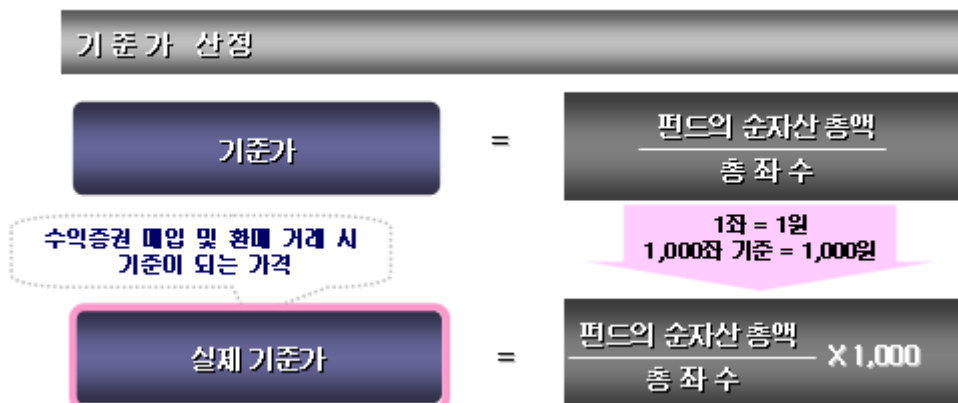 기준가 산정
기준가
=
펀드의 순자산 총액
총 좌 수
수익증권 매입 및 환매 거래 시
기준이 되는 가격
1좌 = 1원
1,000좌 기준 = 1,000원
실제 기준가
=
펀드의 순자산 총액
총 좌 수
X 1,000